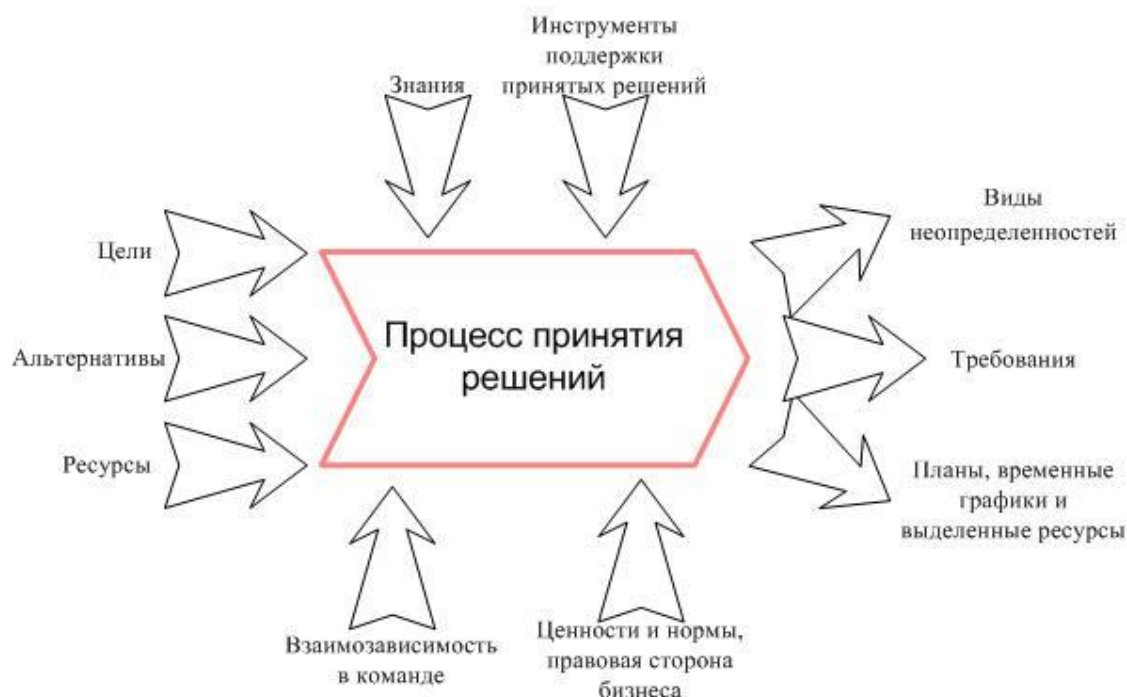 Инструменты
поддержки
принятых решений
Знания
Виды
неопределенностей
Цели
Процесс принятия
решений
Альтернативы
Требования
Ресурсы
Планы, временные
графики и
выделенные ресурсы
Взаимозависимость
в команде
Ценности и нормы,
правовая сторона
бизнеса